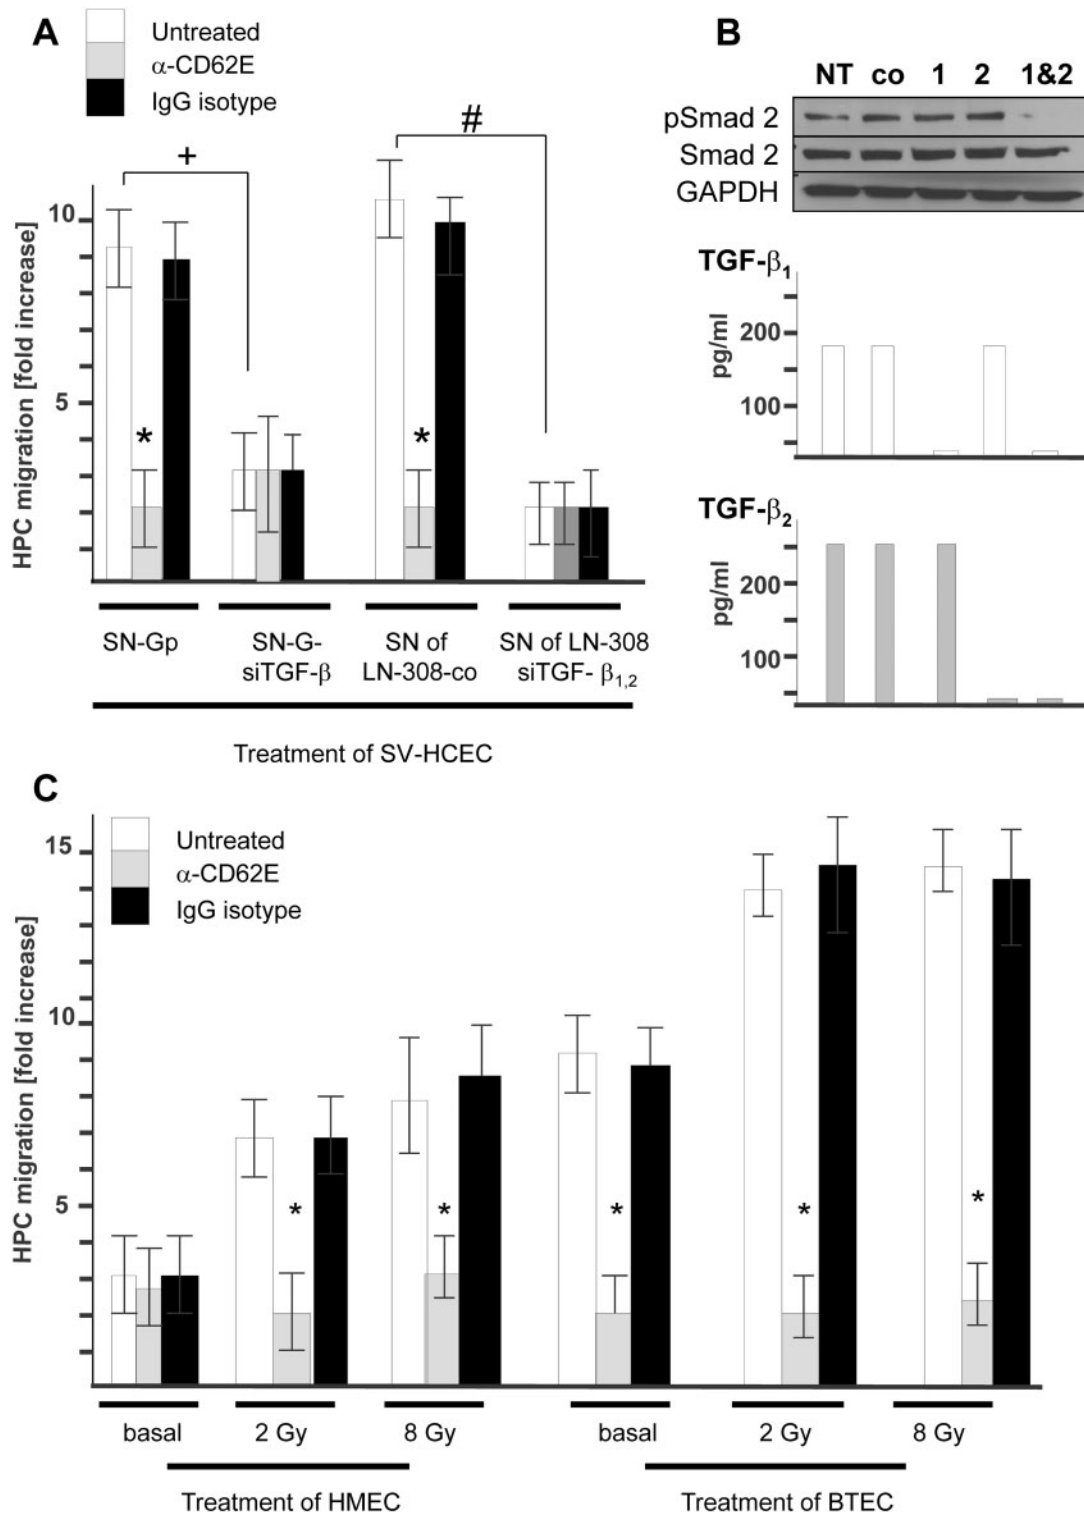 A
Untreated
α-CD62E
IgG isotype
+
#
10
5
*
*
HPC migration [fold increase]
SN-Gp
SN-G-
siTGF-β
SN of
LN-308-co
SN of LN-308
siTGF- β1,2
Treatment of SV-HCEC
B
NT co 1 2 1&2
pSmad 2
Smad 2
GAPDH
TGF-β1
pg/ml
200
100
TGF-β2
pg/ml
200
100
C
Untreated
α-CD62E
IgG isotype
15
10
5
HPC migration [fold increase]
* * * * *
basal 2 Gy 8 Gy basal 2 Gy 8 Gy
Treatment of HMEC Treatment of BTEC